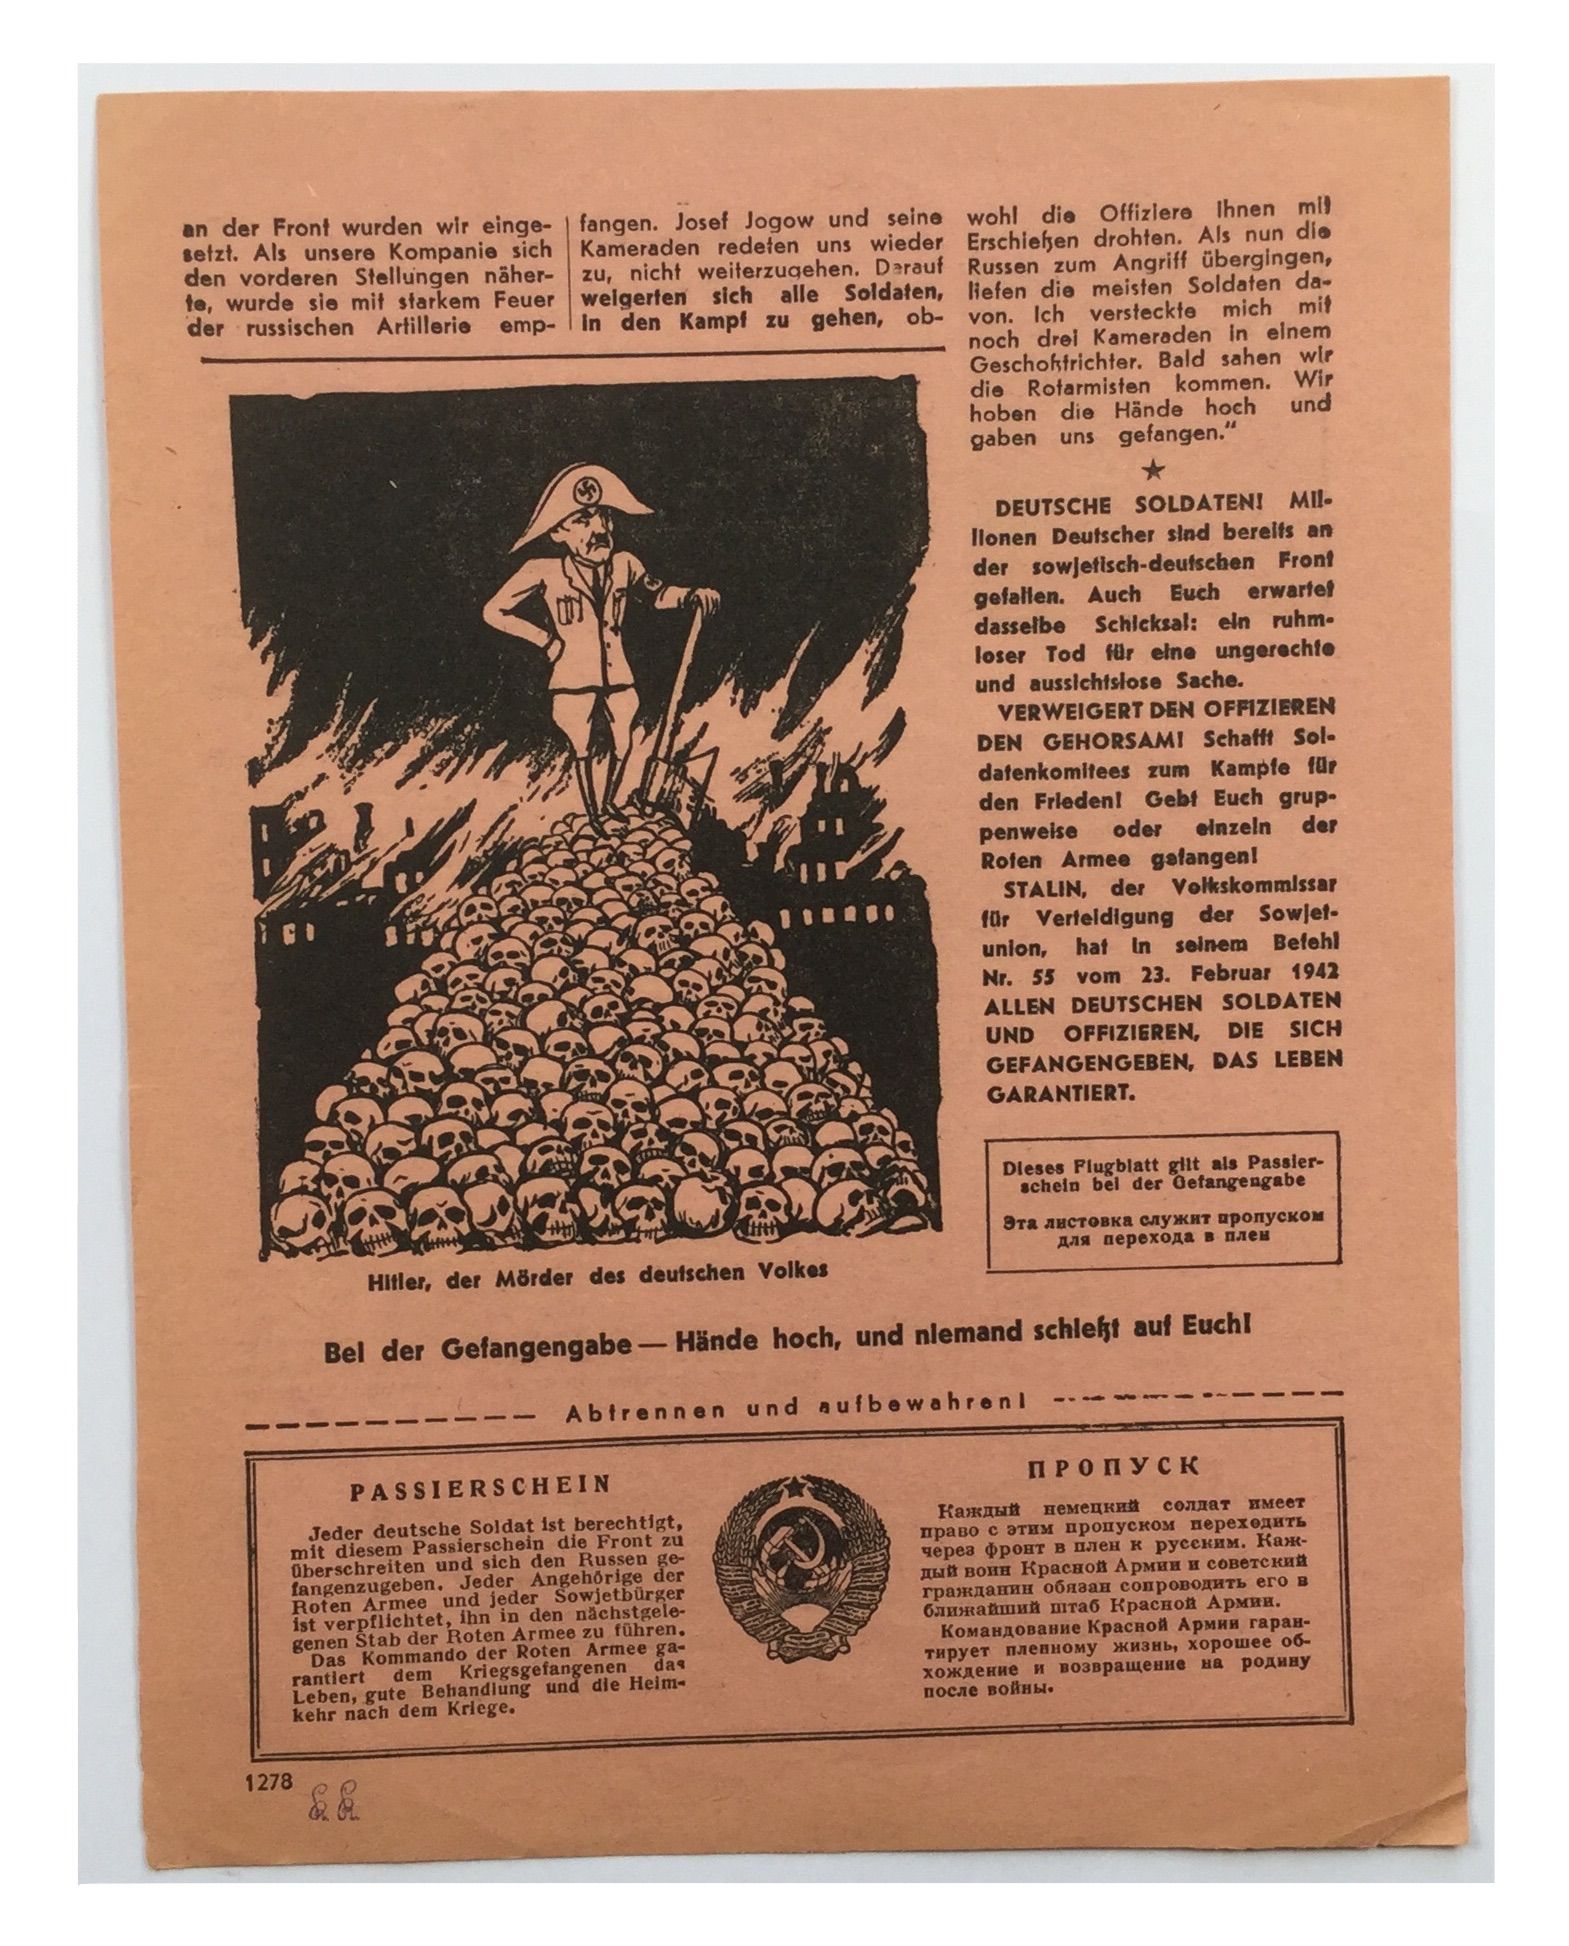 an der Front wurden wir einge-
setzt. Als unsere Kompanie sich
den vorderen Stellungen näher-
te, wurde sie mit starkem Feuer
der russischen Artillerie emp-
fangen. Josef Jogow und seine
Kameraden redeten uns wieder
zu, nicht weiterzugehen. Darauf
weigerten sich alle Soldaten,
in den Kampf zu gehen, ob-
wohl die Offiziere ihnen mit
Erschießen drohten. Als nun die
Russen zum Angriff übergingen,
liefen die meisten Soldaten da-
von. Ich versteckte mich mit
noch drei Kameraden in einem
Geschoßtrichter. Bald sahen wir
die Rotarmisten kommen. Wir
hoben die Hände hoch und
gaben uns gefangen.“
DEUTSCHE SOLDATEN! Mil-
lionen Deutscher sind bereits an
der sowjetisch-deutschen Front
gefallen. Auch Euch erwartet
dasselbe Schicksal: ein ruhm-
loser Tod für eine ungerechte
und aussichtslose Sache.
VERWEIGERT DEN OFFIZIEREN
DEN GEHORSAM! Schafft Sol-
datenkomitees zum Kampfe für
den Frieden! Gebt Euch grup-
penweise oder einzeln der
Roten Armee gefangen!
STALIN, der Volkskommissar
für Verteidigung der Sowjet-
union, hat in seinem Befehl
Nr. 55 vom 23. Februar 1942
ALLEN DEUTSCHEN SOLDATEN
UND OFFIZIEREN, DIE SICH
GEFANGENGEBEN, DAS LEBEN
GARANTIERT.
Dieses Flugblatt gilt als Passier-
schein bei der Gefangengabe
Эта листовка служит пропуском
для перехода в плен
Hitler, der Mörder des deutschen Volkes
Bei der Gefangengabe — Hände hoch, und niemand schießt auf Euch!
Abtrennen und aufbewahren!
PASSIERSCHEIN
Jeder deutsche Soldat ist berechtigt,
mit diesem Passierschein die Front zu
überschreiten und sich den Russen ge-
fangenzugeben. Jeder Angehörige der
Roten Armee und jeder Sowjetbürger
ist verpflichtet, ihn in den nächstgele-
genen Stab der Roten Armee zu führen.
Das Kommando der Roten Armee ga-
rantiert dem Kriegsgefangenen das
Leben, gute Behandlung und die Heim-
kehr nach dem Kriege.
ПРОПУСК
Каждый немецкий солдат имеет
право с этим пропуском переходить
через фронт в плен к русским. Каж-
дый воин Красной Армии и советский
гражданин обязан сопроводить его в
ближайший штаб Красной Армии.
Командование Красной Армии гаран-
тирует пленному жизнь, хорошее об-
хождение и возвращение на родину
после войны.
1278